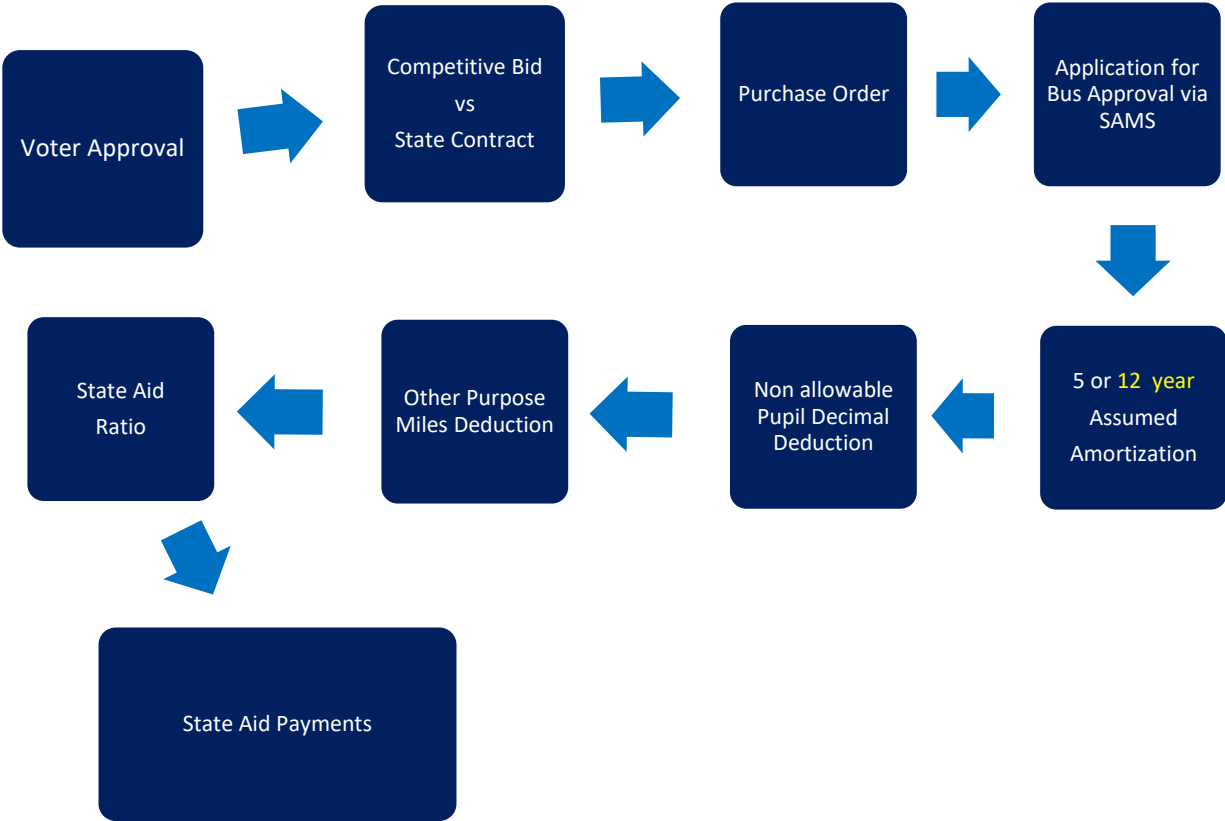 Voter Approval
Competitive Bid
vs
State Contract
Purchase Order
Application for
Bus Approval via
SAMS
5 or 12 year
Assumed
Amortization
Non allowable
Pupil Decimal
Deduction
Other Purpose
Miles Deduction
State Aid
Ratio
State Aid Payments